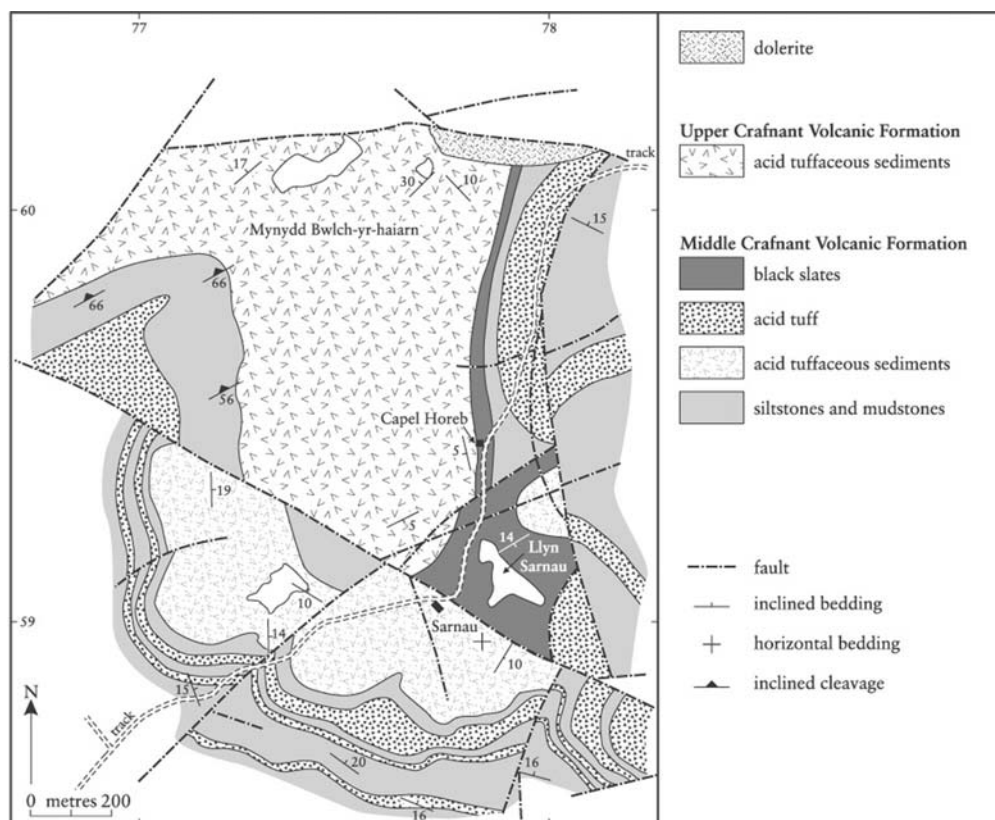 77
78
dolerite
Upper Crafnant Volcanic Formation
acid tuffaceous sediments
17
30
10
track
60
15
Mynydd Bwlch-yr-haiarn
Middle Crafnant Volcanic Formation
black slates
66
66
acid tuff
acid tuffaceous sediments
56
siltstones and mudstones
Capel Horeb
5
19
5
14
Llyn
Sarnau
fault
10
inclined bedding
59
Sarnau
14
10
horizontal bedding
15
inclined cleavage
N
track
20
16
0 metres 200
16